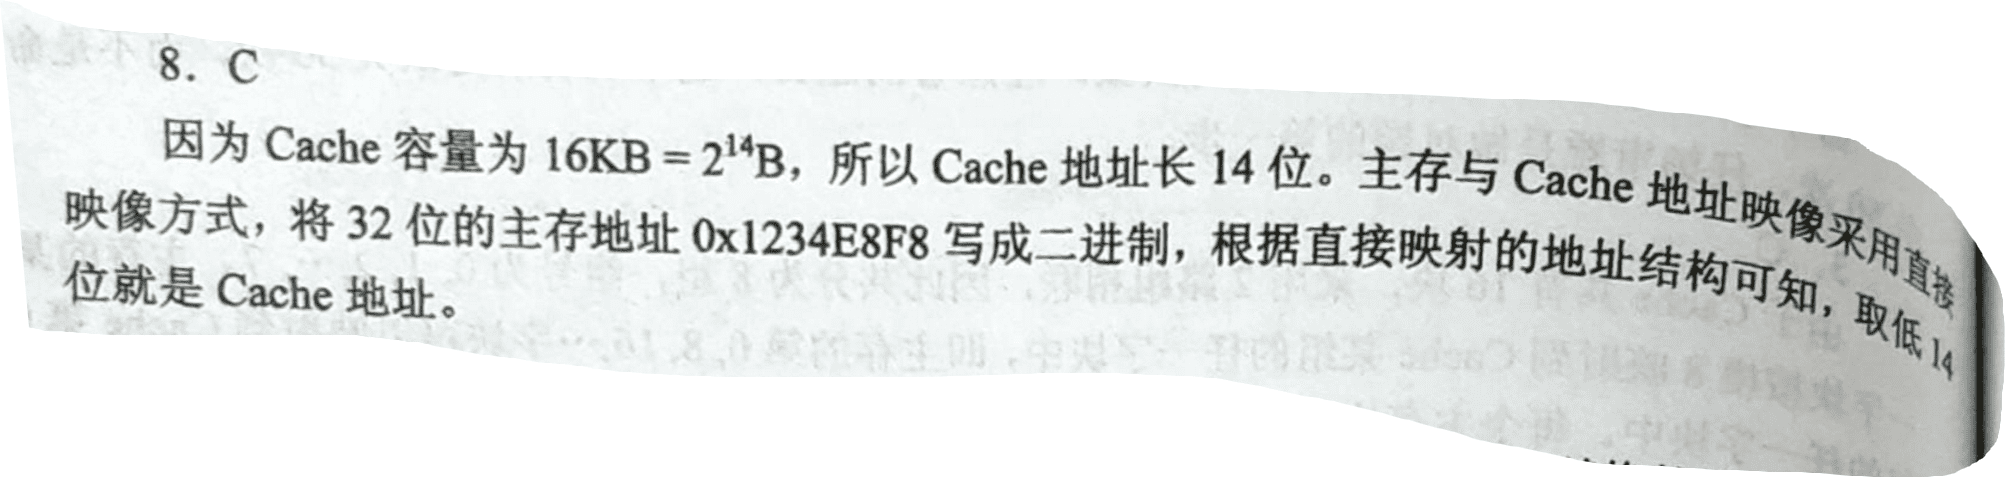 8. C
因为 Cache 容量为 16KB = 2¹⁴B，所以 Cache 地址长 14 位。主存与 Cache 地址映像采用直接
映像方式，将 32 位的主存地址 0x1234E8F8 写成二进制，根据直接映射的地址结构可知，取低 14
位就是 Cache 地址。